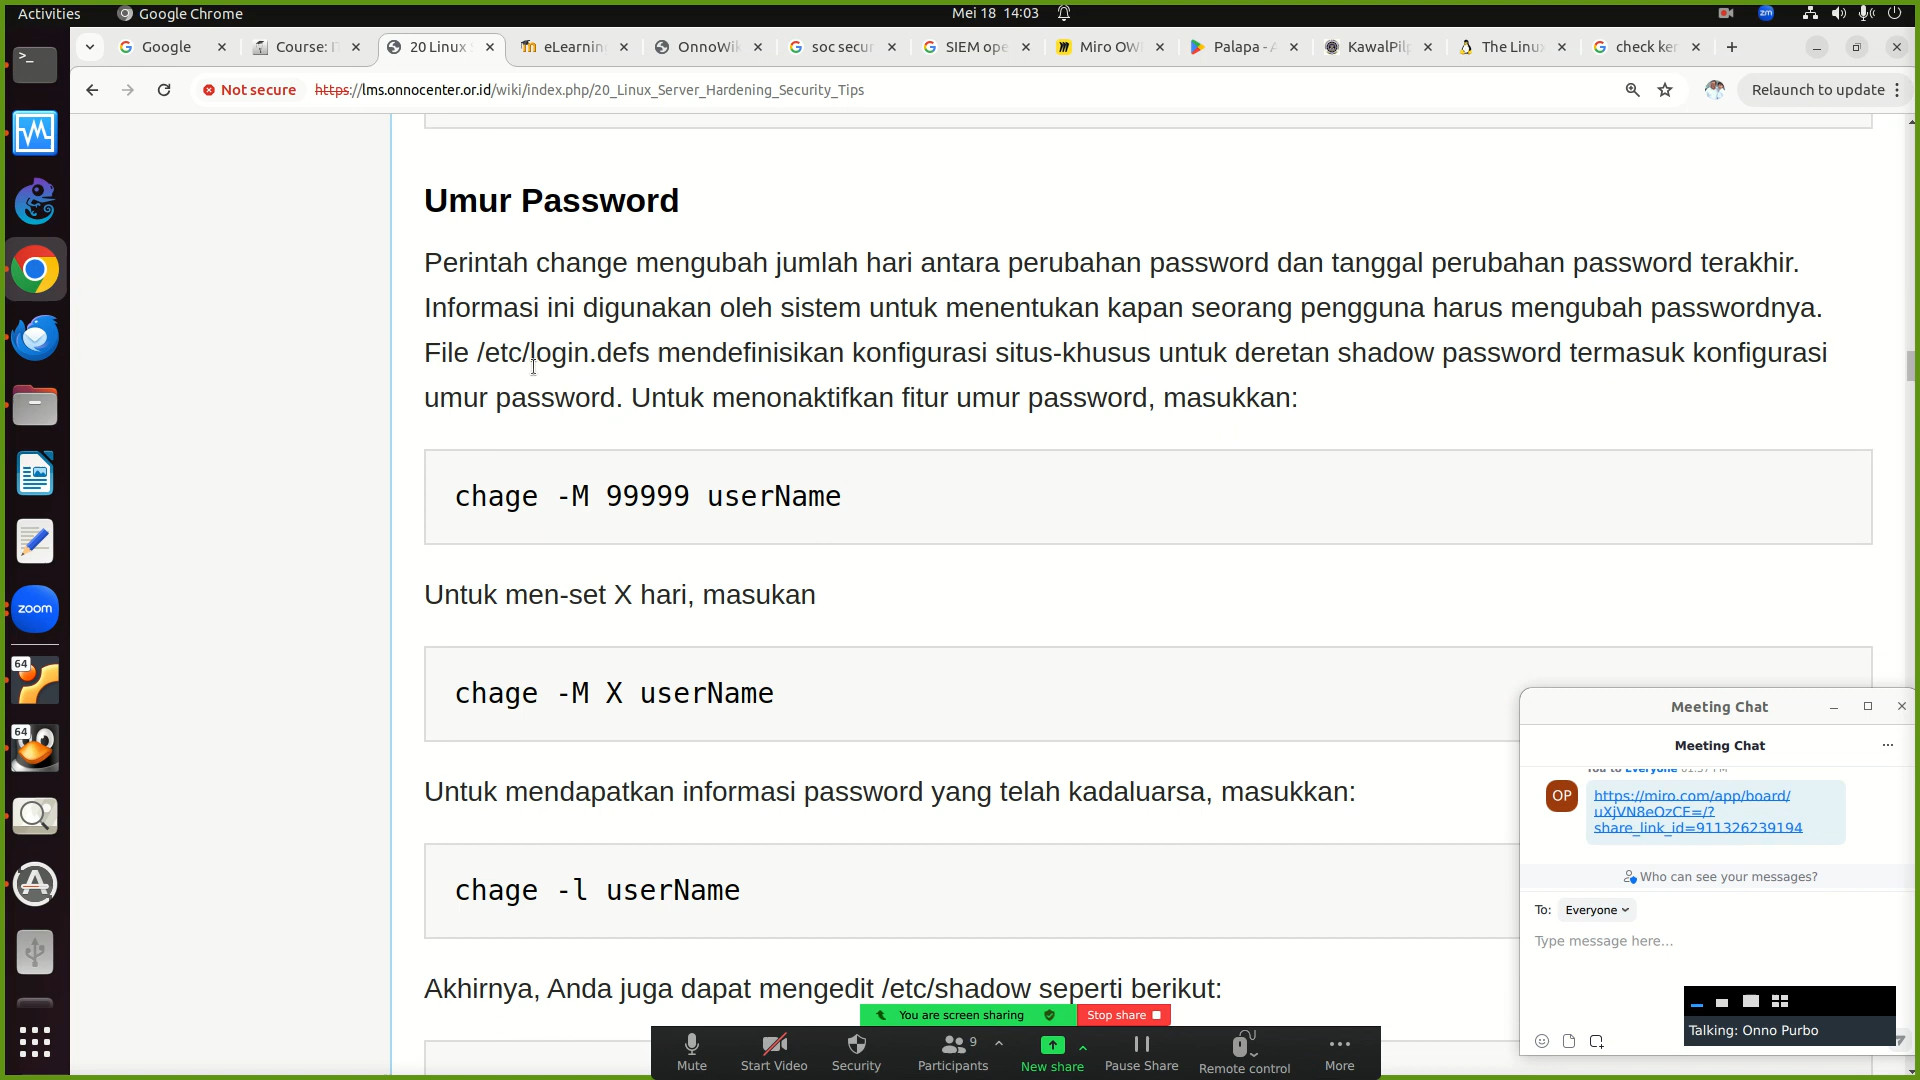 Activities
Google Chrome
Mei 18 14:03
zm
Google
Course: I
20 Linux
eLearnin
OnnoWi
soc secur
SIEM ope
Miro OW
Palapa -
KawalPil
The Linu
check ke
Not secure
https://lms.onnocenter.or.id/wiki/index.php/20_Linux_Server_Hardening_Security_Tips
Relaunch to update
Umur Password
Perintah change mengubah jumlah hari antara perubahan password dan tanggal perubahan password terakhir.
Informasi ini digunakan oleh sistem untuk menentukan kapan seorang pengguna harus mengubah passwordnya.
File /etc/login.defs mendefinisikan konfigurasi situs-khusus untuk deretan shadow password termasuk konfigurasi
umur password. Untuk menonaktifkan fitur umur password, masukkan:
chage -M 99999 userName
Untuk men-set X hari, masukan
chage -M X userName
Untuk mendapatkan informasi password yang telah kadaluarsa, masukkan:
chage -l userName
Akhirnya, Anda juga dapat mengedit /etc/shadow seperti berikut:
zoom
64
64
Meeting Chat
Meeting Chat
You to Everyone 01:57 PM
OP
https://miro.com/app/board/
uXjVN8eOzCE=/?
share_link_id=911326239194
Who can see your messages?
To: Everyone
Type message here...
Talking: Onno Purbo
You are screen sharing
Stop share
Mute
Start Video
Security
Participants
9
New share
Pause Share
Remote control
More